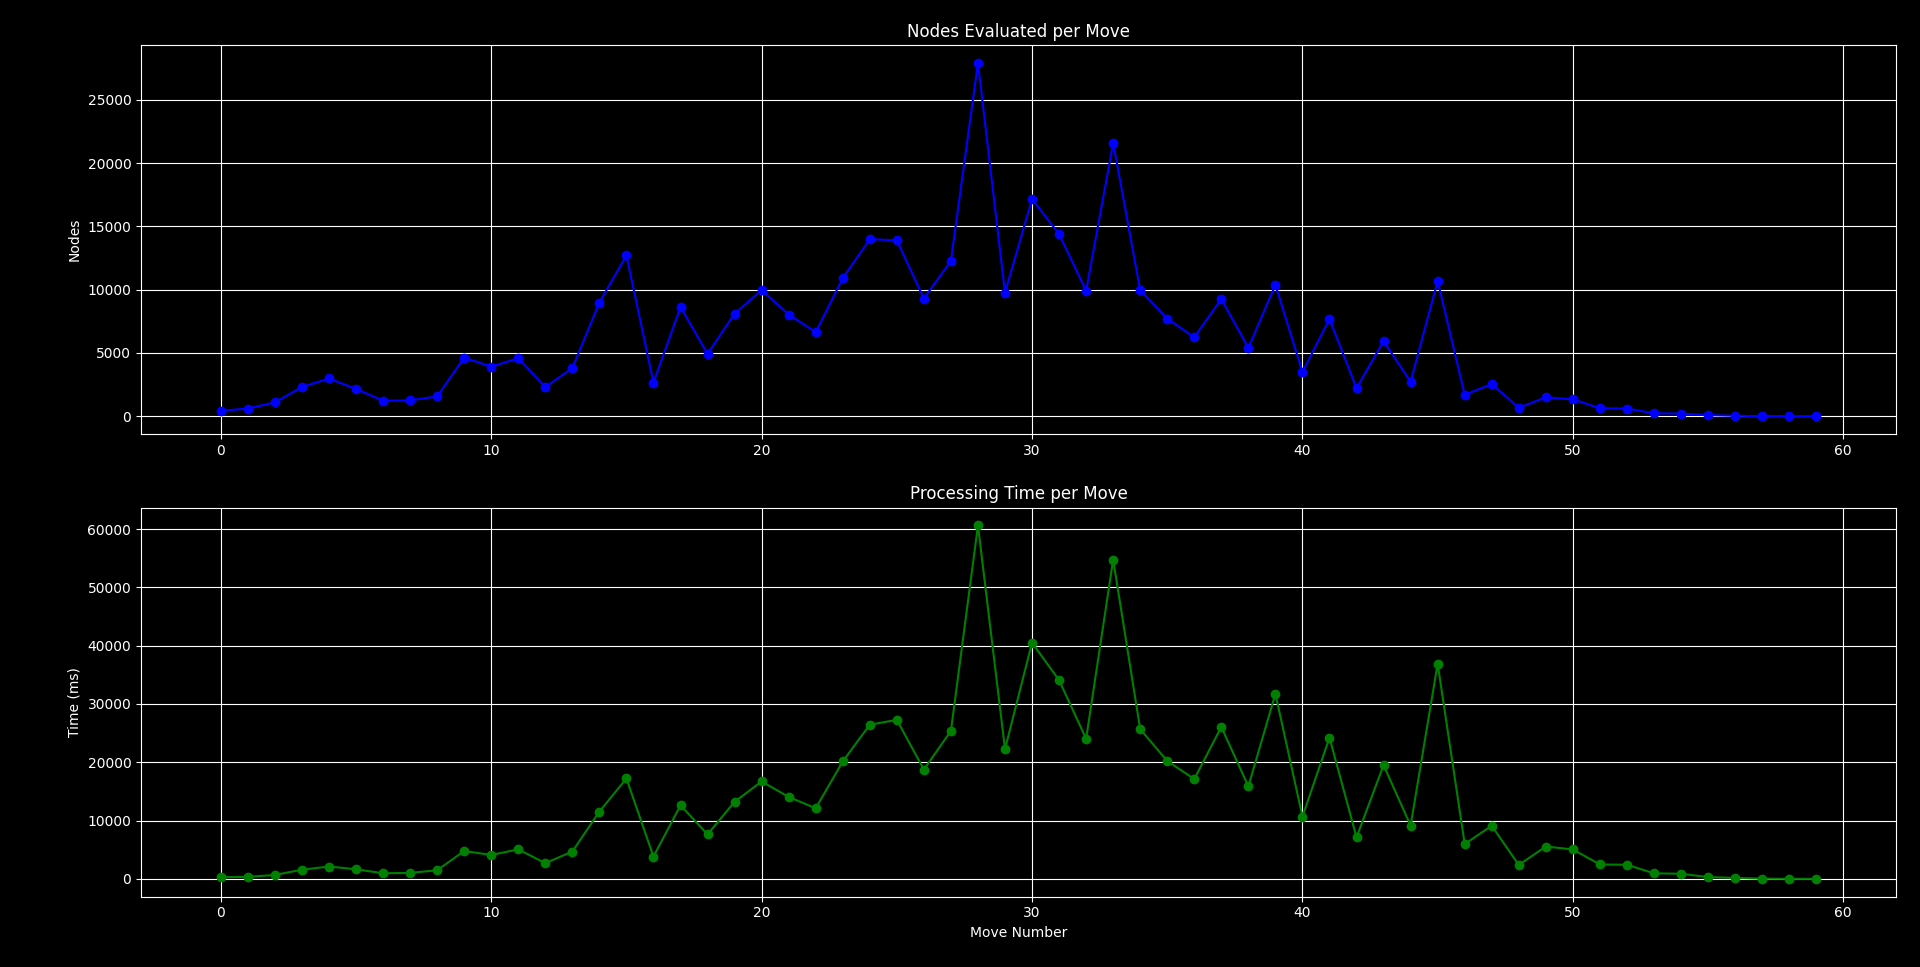 Nodes Evaluated per Move
25000
20000
15000
10000
5000
0
Nodes
0 10 20 30 40 50 60
Processing Time per Move
60000
50000
40000
30000
20000
10000
0
Time (ms)
0 10 20 30 40 50 60
Move Number